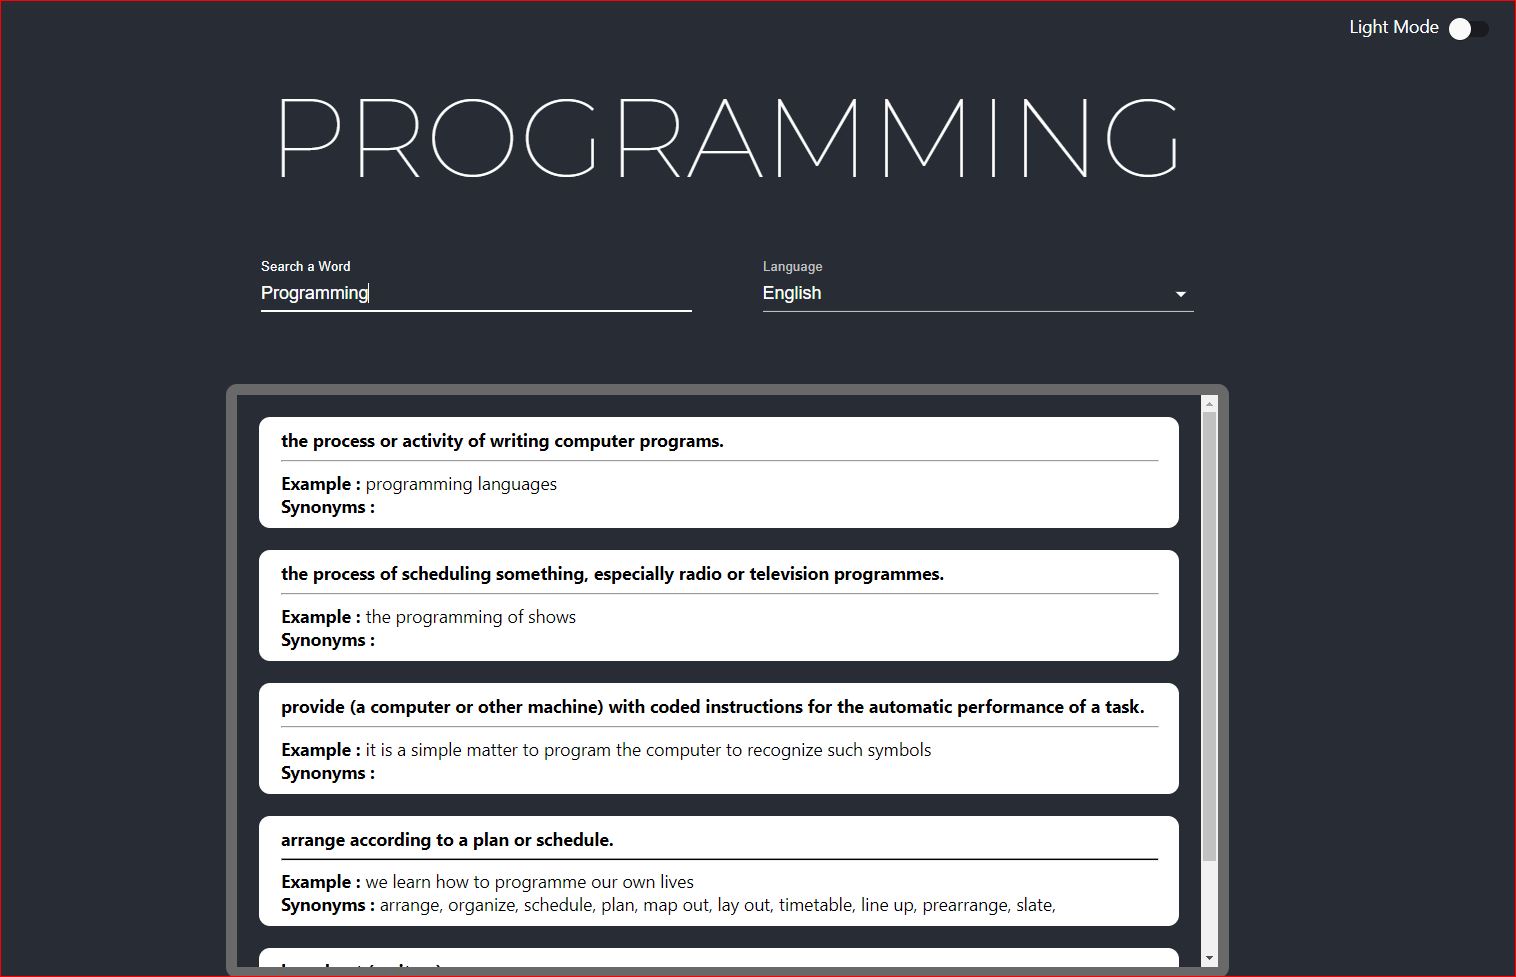 Light Mode
PROGRAMMING
Search a Word
Programming
Language
English
the process or activity of writing computer programs.
Example : programming languages
Synonyms :
the process of scheduling something, especially radio or television programmes.
Example : the programming of shows
Synonyms :
provide (a computer or other machine) with coded instructions for the automatic performance of a task.
Example : it is a simple matter to program the computer to recognize such symbols
Synonyms :
arrange according to a plan or schedule.
Example : we learn how to programme our own lives
Synonyms : arrange, organize, schedule, plan, map out, lay out, timetable, line up, prearrange, slate,